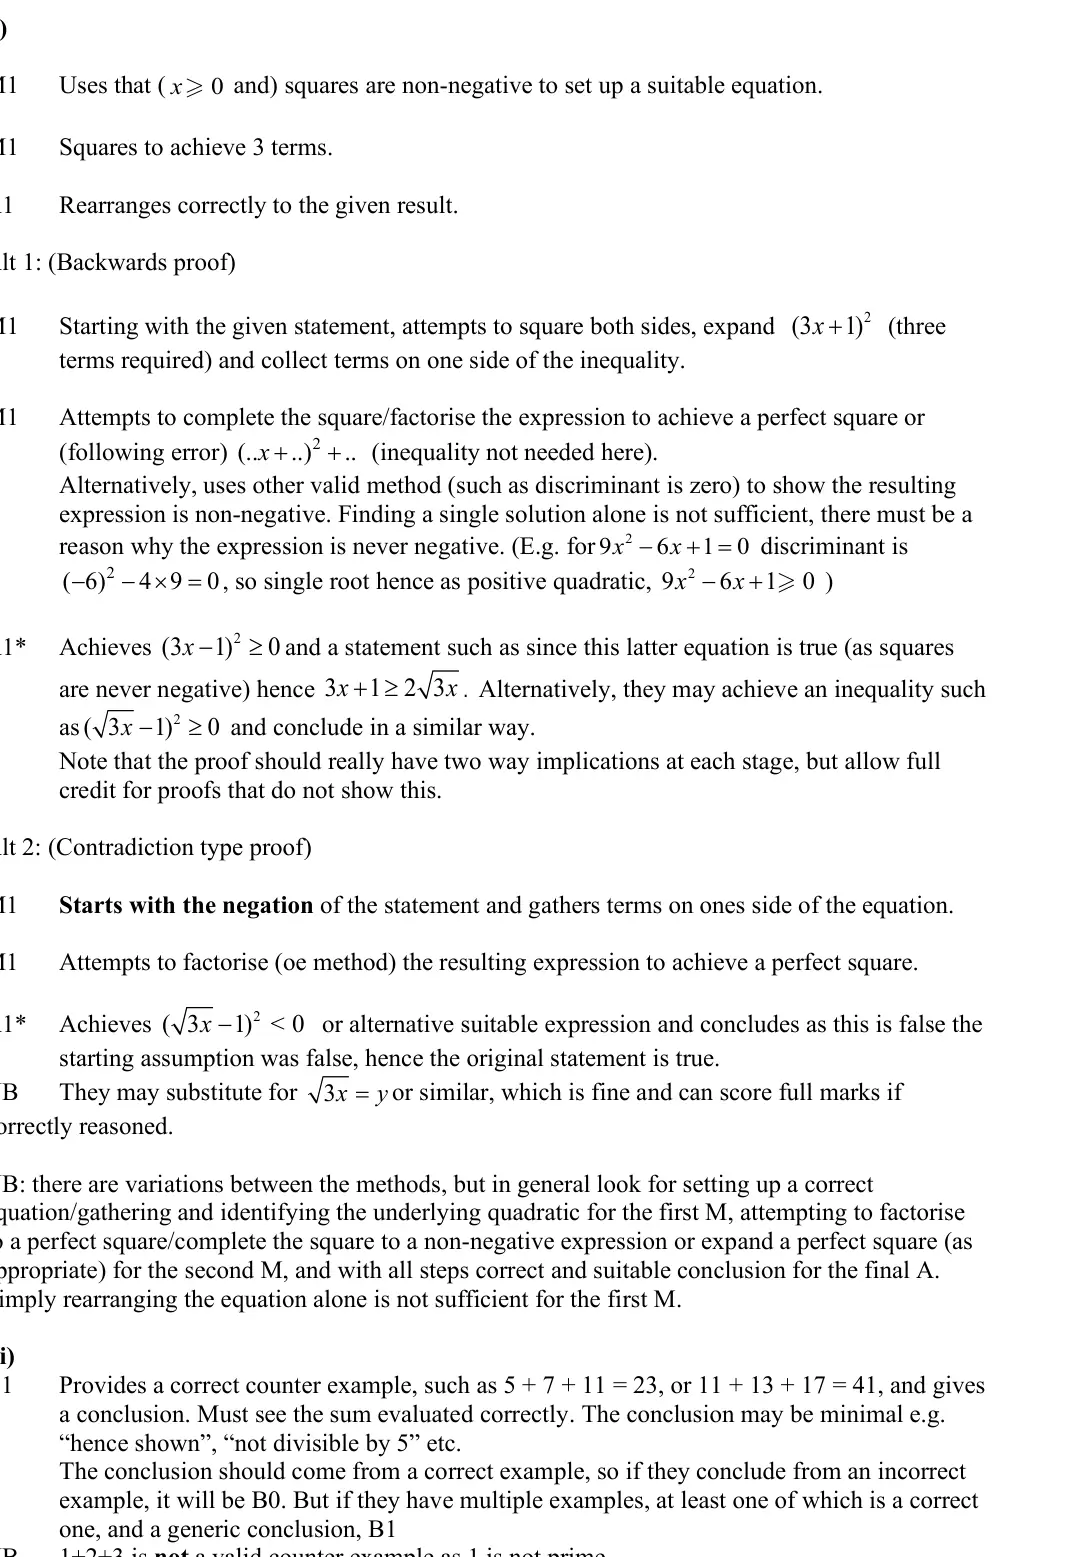 )
M1 Uses that ( x ⩾ 0 and) squares are non-negative to set up a suitable equation.
M1 Squares to achieve 3 terms.
1 Rearranges correctly to the given result.
lt 1: (Backwards proof)
M1 Starting with the given statement, attempts to square both sides, expand (3x+1)² (three
terms required) and collect terms on one side of the inequality.
M1 Attempts to complete the square/factorise the expression to achieve a perfect square or
(following error) (..x+..)² + .. (inequality not needed here).
Alternatively, uses other valid method (such as discriminant is zero) to show the resulting
expression is non-negative. Finding a single solution alone is not sufficient, there must be a
reason why the expression is never negative. (E.g. for 9x² − 6x + 1 = 0 discriminant is
(−6)² − 4×9 = 0, so single root hence as positive quadratic, 9x² − 6x + 1 ⩾ 0 )
1* Achieves (3x−1)² ≥ 0 and a statement such as since this latter equation is true (as squares
are never negative) hence 3x+1 ≥ 2√3x . Alternatively, they may achieve an inequality such
as (√3x −1)² ≥ 0 and conclude in a similar way.
Note that the proof should really have two way implications at each stage, but allow full
credit for proofs that do not show this.
lt 2: (Contradiction type proof)
M1 Starts with the negation of the statement and gathers terms on ones side of the equation.
M1 Attempts to factorise (oe method) the resulting expression to achieve a perfect square.
1* Achieves (√3x −1)² < 0 or alternative suitable expression and concludes as this is false the
starting assumption was false, hence the original statement is true.
B They may substitute for √3x = y or similar, which is fine and can score full marks if
orrectly reasoned.
B: there are variations between the methods, but in general look for setting up a correct
quation/gathering and identifying the underlying quadratic for the first M, attempting to factorise
o a perfect square/complete the square to a non-negative expression or expand a perfect square (as
ppropriate) for the second M, and with all steps correct and suitable conclusion for the final A.
imply rearranging the equation alone is not sufficient for the first M.
i)
1 Provides a correct counter example, such as 5 + 7 + 11 = 23, or 11 + 13 + 17 = 41, and gives
a conclusion. Must see the sum evaluated correctly. The conclusion may be minimal e.g.
“hence shown”, “not divisible by 5” etc.
The conclusion should come from a correct example, so if they conclude from an incorrect
example, it will be B0. But if they have multiple examples, at least one of which is a correct
one, and a generic conclusion, B1
B 1+2+3 is not a valid counter example as 1 is not prime